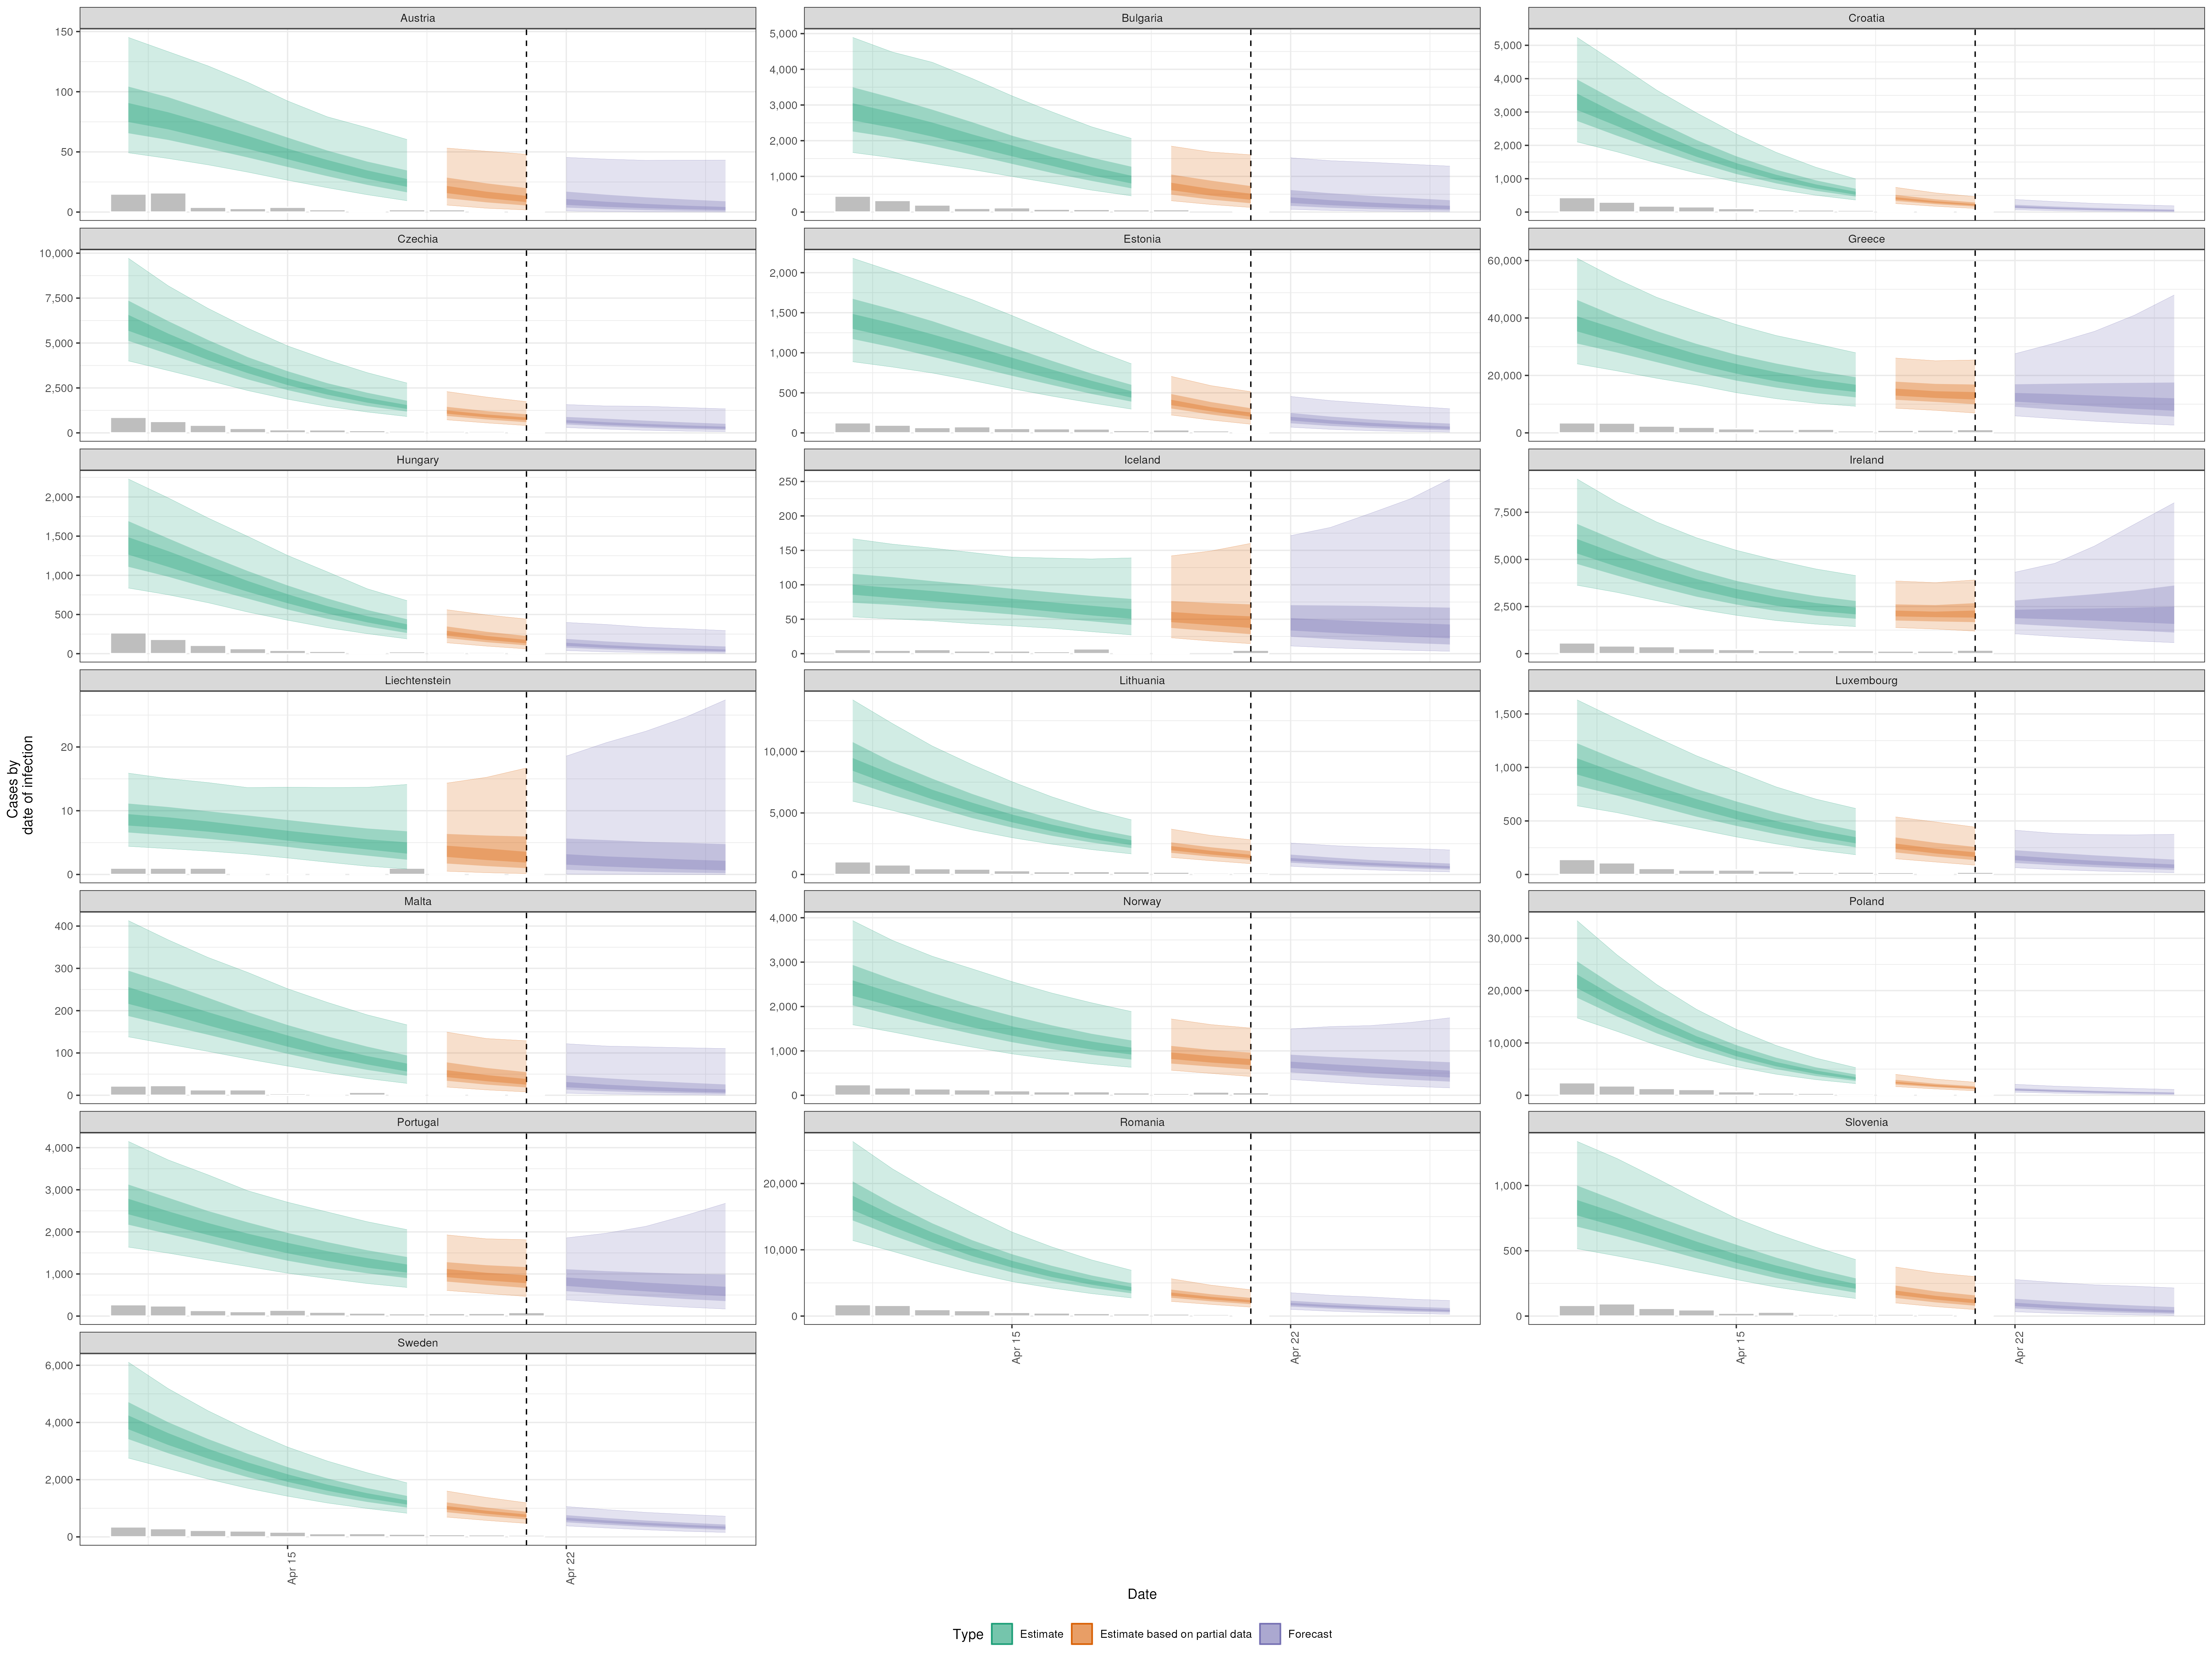 Austria
150
100
50
0
Bulgaria
5,000
4,000
3,000
2,000
1,000
0
Croatia
5,000
4,000
3,000
2,000
1,000
0
Czechia
10,000
7,500
5,000
2,500
0
Estonia
2,000
1,500
1,000
500
0
Greece
60,000
40,000
20,000
0
Hungary
2,000
1,500
1,000
500
0
Iceland
250
200
150
100
50
0
Ireland
7,500
5,000
2,500
0
Liechtenstein
20
10
0
Lithuania
10,000
5,000
0
Luxembourg
1,500
1,000
500
0
Cases by
date of infection
Malta
400
300
200
100
0
Norway
4,000
3,000
2,000
1,000
0
Poland
30,000
20,000
10,000
0
Portugal
4,000
3,000
2,000
1,000
0
Romania
20,000
10,000
0
Apr 15
Apr 22
Slovenia
1,000
500
0
Apr 15
Apr 22
Sweden
6,000
4,000
2,000
0
Apr 15
Apr 22
Date
Type
Estimate
Estimate based on partial data
Forecast